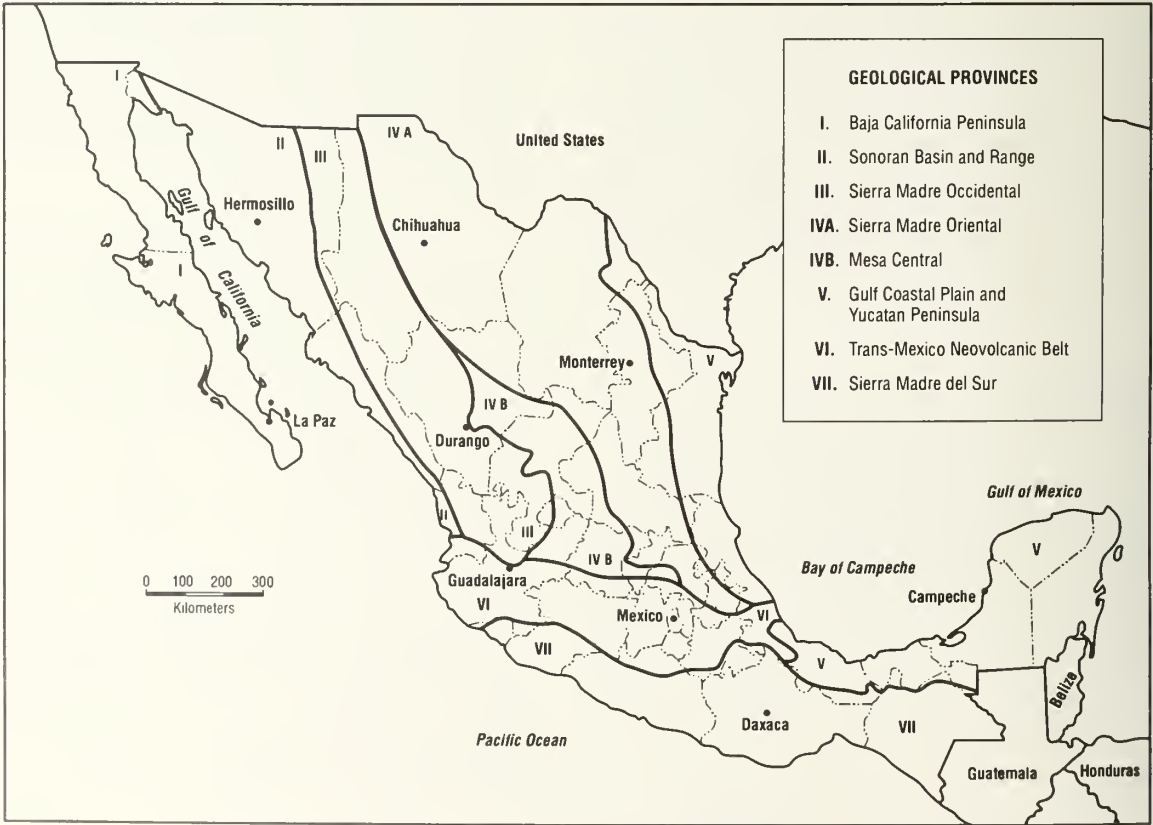 GEOLOGICAL PROVINCES
I. Baja California Peninsula
II. Sonoran Basin and Range
III. Sierra Madre Occidental
IVA. Sierra Madre Oriental
IVB. Mesa Central
V. Gulf Coastal Plain and
Yucatan Peninsula
VI. Trans-Mexico Neovolcanic Belt
VII. Sierra Madre del Sur
I
II
III
IV A
United States
Hermosillo
Chihuahua
Gulf
of
California
I
Monterrey
V
IV B
La Paz
Durango
II
III
IV B
Gulf of Mexico
V
Bay of Campeche
Campeche
0 100 200 300
Kilometers
Guadalajara
VI
Mexico
VI
VII
V
Belize
Daxaca
VII
Pacific Ocean
Guatemala
Honduras